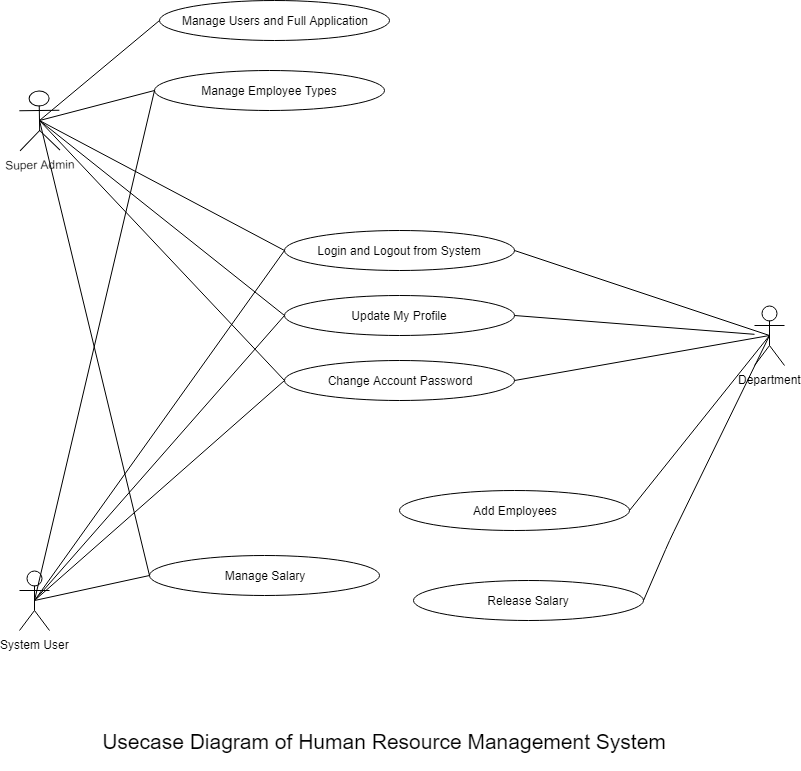 Manage Users and Full Application
Manage Employee Types
Super Admin
Login and Logout from System
Update My Profile
Change Account Password
Department
Add Employees
Manage Salary
Release Salary
System User
Usecase Diagram of Human Resource Management System